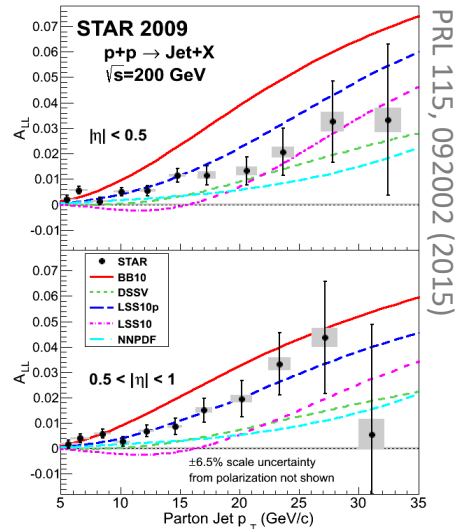 STAR 2009
p+p → Jet+X
√s=200 GeV
|η| < 0.5
A_LL
0.07
0.06
0.05
0.04
0.03
0.02
0.01
0
-0.01
PRL 115, 092002 (2015)
STAR
BB10
DSSV
LSS10p
LSS10
NNPDF
0.5 < |η| < 1
A_LL
0.06
0.05
0.04
0.03
0.02
0.01
0
-0.01
±6.5% scale uncertainty
from polarization not shown
5 10 15 20 25 30 35
Parton Jet p_T (GeV/c)